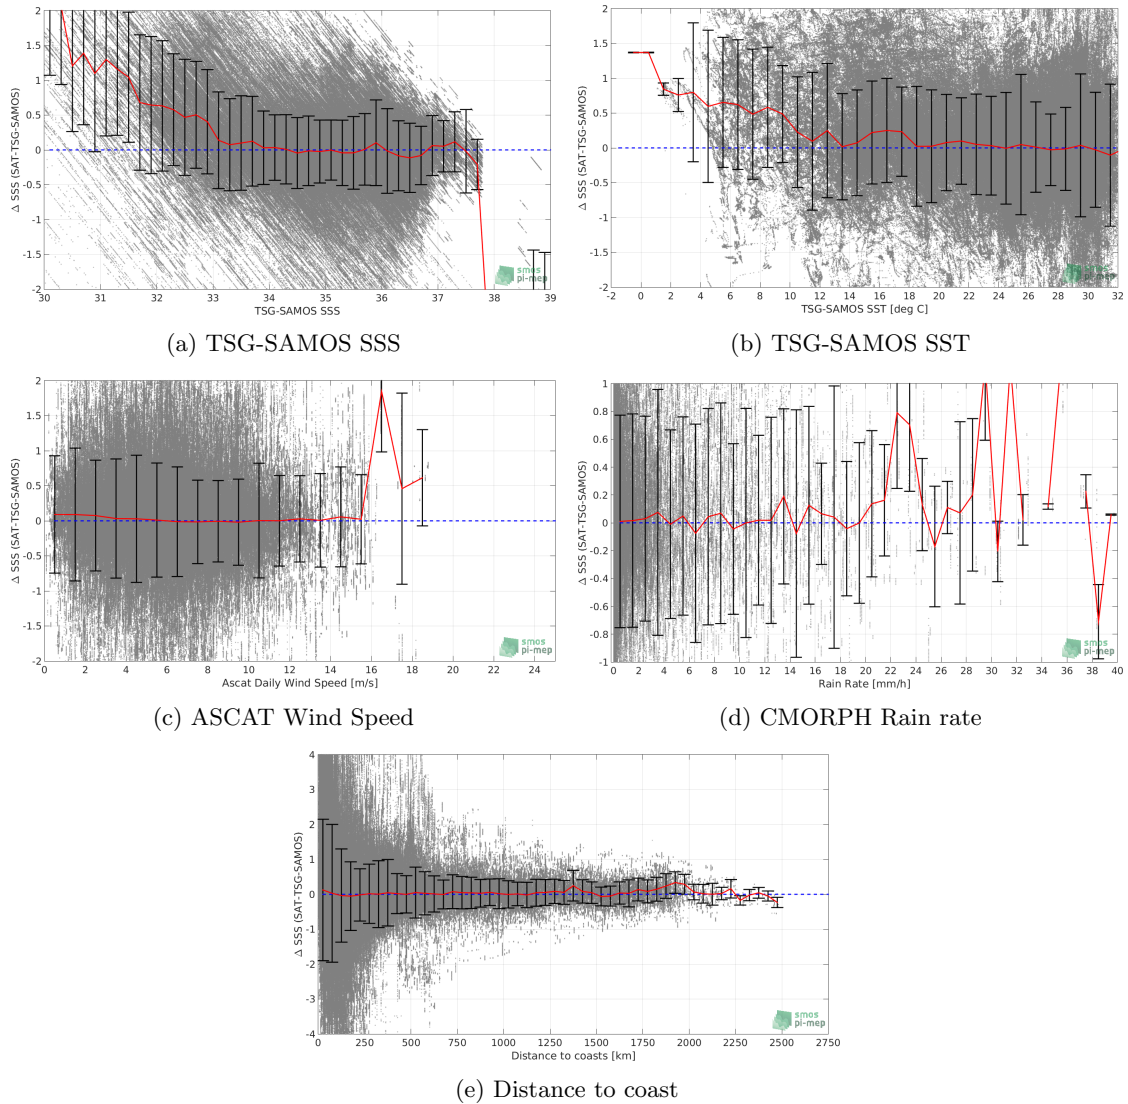 2
1.5
1
0.5
0
-0.5
-1
-1.5
-2
Δ SSS (SAT-TSG-SAMOS)
30 31 32 33 34 35 36 37 38 39
TSG-SAMOS SSS
smos
pi-mep
(a) TSG-SAMOS SSS
2
1.5
1
0.5
0
-0.5
-1
-1.5
-2
Δ SSS (SAT-TSG-SAMOS)
-2 0 2 4 6 8 10 12 14 16 18 20 22 24 26 28 30 32
TSG-SAMOS SST [deg C]
smos
pi-mep
(b) TSG-SAMOS SST
2
1.5
1
0.5
0
-0.5
-1
-1.5
-2
Δ SSS (SAT-TSG-SAMOS)
0 2 4 6 8 10 12 14 16 18 20 22 24
Ascat Daily Wind Speed [m/s]
smos
pi-mep
(c) ASCAT Wind Speed
1
0.8
0.6
0.4
0.2
0
-0.2
-0.4
-0.6
-0.8
-1
Δ SSS (SAT-TSG-SAMOS)
0 2 4 6 8 10 12 14 16 18 20 22 24 26 28 30 32 34 36 38 40
Rain Rate [mm/h]
smos
pi-mep
(d) CMORPH Rain rate
4
3
2
1
0
-1
-2
-3
-4
Δ SSS (SAT-TSG-SAMOS)
0 250 500 750 1000 1250 1500 1750 2000 2250 2500 2750
Distance to coasts [km]
smos
pi-mep
(e) Distance to coast